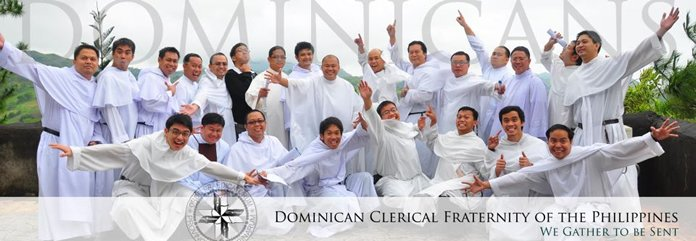 DOMINICANS
DOMINICAN CLERICAL FRATERNITY OF THE PHILIPPINES
WE GATHER TO BE SENT